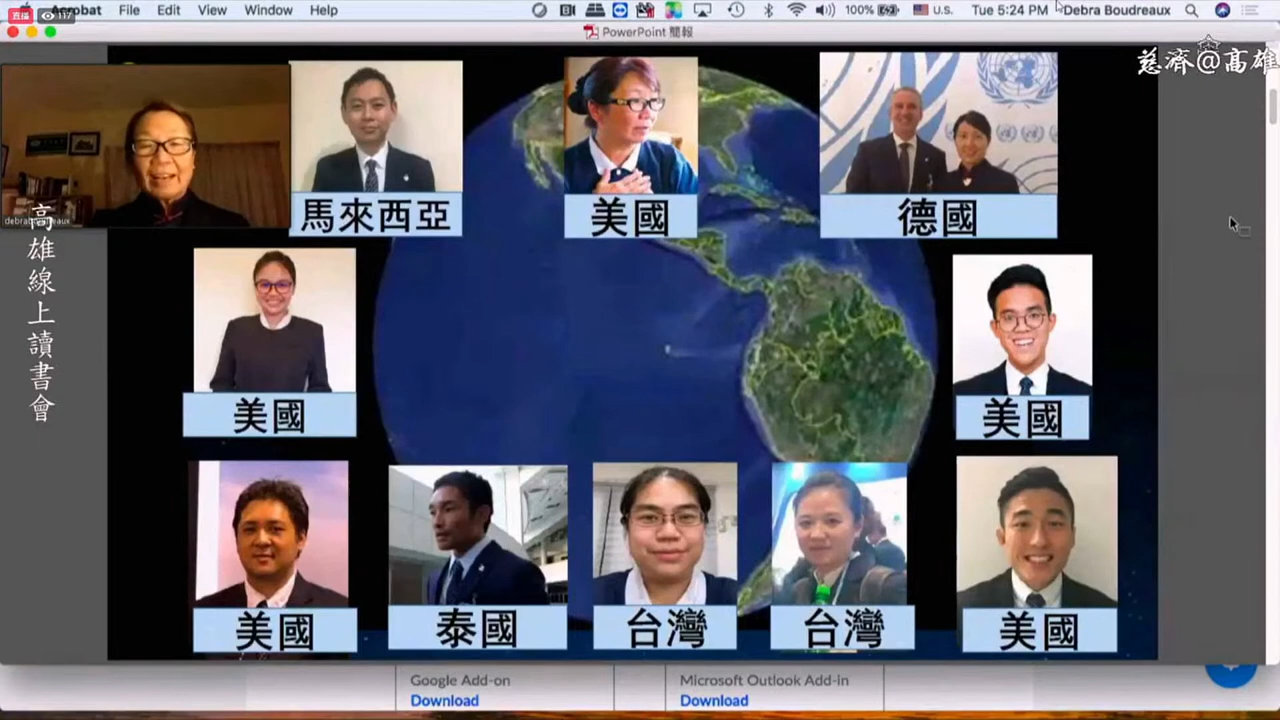 直播 117
Acrobat File Edit View Window Help 100% U.S. Tue 5:24 PM Debra Boudreaux
PowerPoint 簡報
慈濟@高雄
馬來西亞
美國
德國
高雄線上讀書會
美國
美國
美國
泰國
台灣
台灣
美國
Google Add-on
Download
Microsoft Outlook Add-in
Download